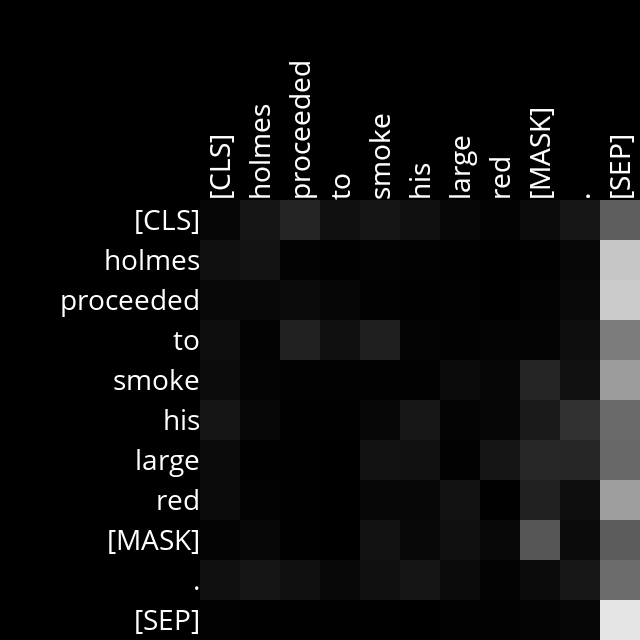 [CLS]
holmes
proceeded
to
smoke
his
large
red
[MASK]
.
[SEP]
[CLS]
holmes
proceeded
to
smoke
his
large
red
[MASK]
.
[SEP]